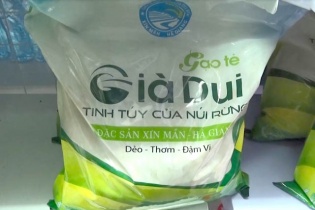 Gạo tẻ
Già Dui
TINH TÚY CỦA NÚI RỪNG
ĐẶC SẢN XÍN MẦN - HÀ GIANG
Dẻo - Thơm - Đậm Vị